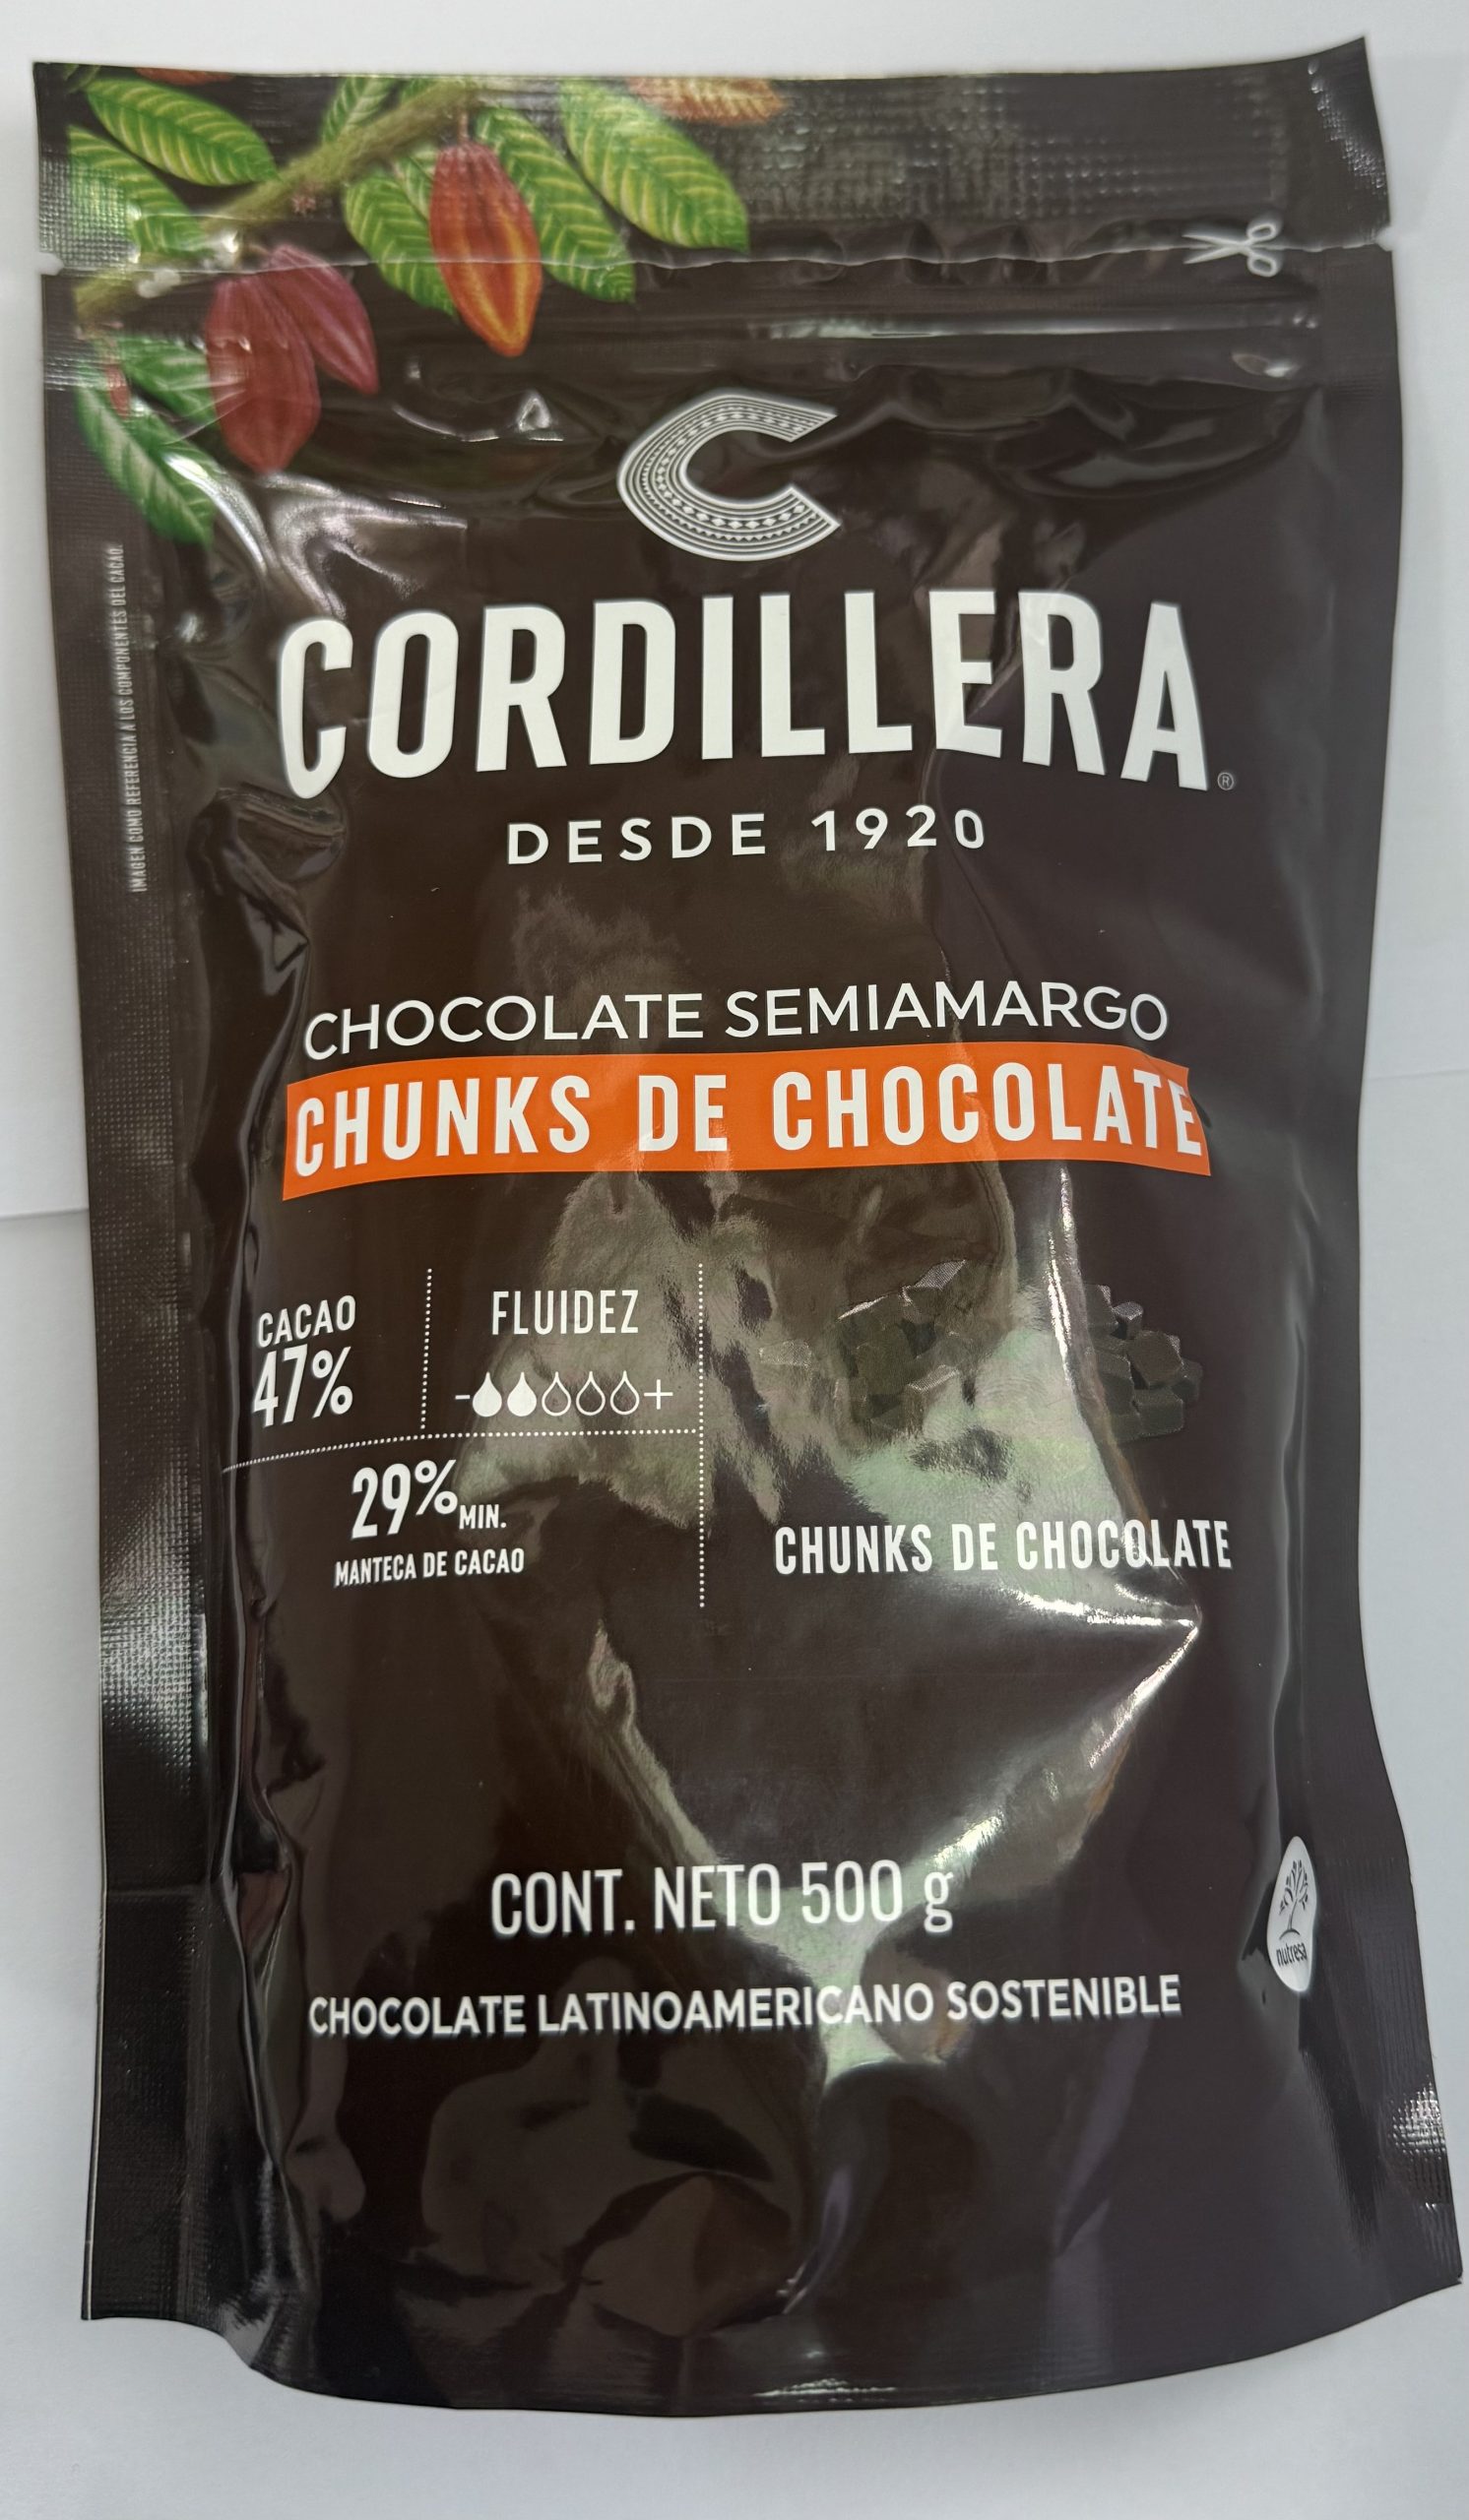 CORDILLERA®
DESDE 1920
IMAGEN COMO REFERENCIA A LOS COMPONENTES DEL CACAO.
CHOCOLATE SEMIAMARGO
CHUNKS DE CHOCOLATE
CACAO
47%
FLUIDEZ
- +
29% MIN.
MANTECA DE CACAO
CHUNKS DE CHOCOLATE
CONT. NETO 500 g
nutresa
CHOCOLATE LATINOAMERICANO SOSTENIBLE